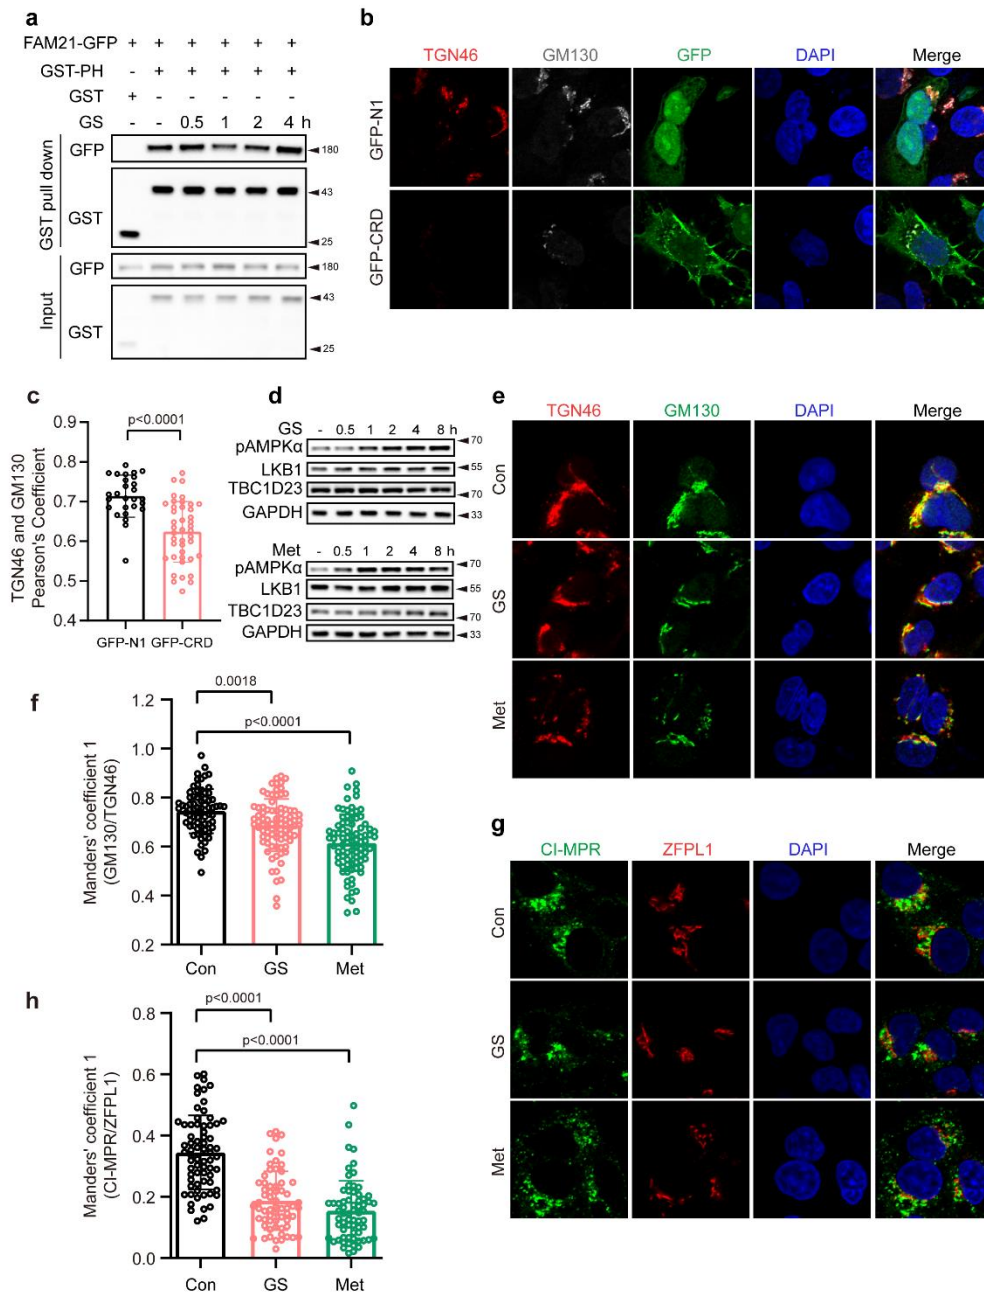 a
FAM21-GFP + + + + + +
GST-PH - + + + + +
GST + - - - - -
GS - - 0.5 1 2 4 h
GST pull down
GFP
180
GST
43
25
Input
GFP
180
GST
43
25
b
TGN46 GM130 GFP DAPI Merge
GFP-N1
GFP-CRD
c
p<0.0001
TGN46 and GM130
Pearson's Coefficient
0.9
0.8
0.7
0.6
0.5
0.4
GFP-N1 GFP-CRD
d
GS - 0.5 1 2 4 8 h
pAMPKα 70
LKB1 55
TBC1D23 70
GAPDH 33
Met - 0.5 1 2 4 8 h
pAMPKα 70
LKB1 55
TBC1D23 70
GAPDH 33
e
TGN46 GM130 DAPI Merge
Con
GS
Met
f
0.0018
p<0.0001
Manders' coefficient 1
(GM130/TGN46)
1.2
1.0
0.8
0.6
0.4
0.2
Con GS Met
g
CI-MPR ZFPL1 DAPI Merge
Con
GS
Met
h
p<0.0001
p<0.0001
Manders' coefficient 1
(CI-MPR/ZFPL1)
0.6
0.4
0.2
0.0
Con GS Met